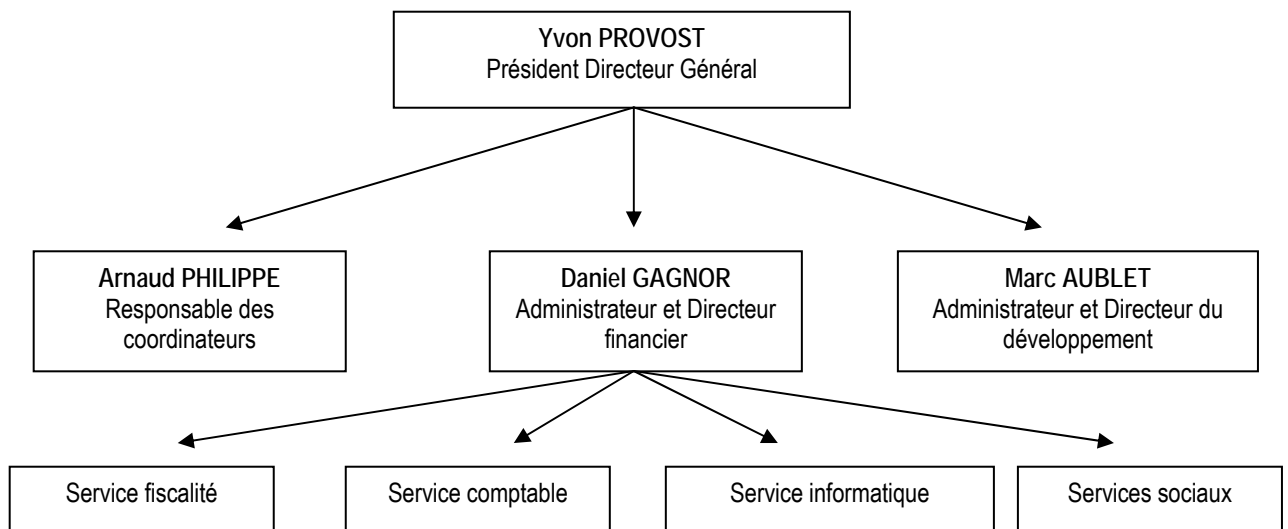 Yvon PROVOST
Président Directeur Général
Arnaud PHILIPPE
Responsable des
coordinateurs
Daniel GAGNOR
Administrateur et Directeur
financier
Marc AUBLET
Administrateur et Directeur du
développement
Service fiscalité
Service comptable
Service informatique
Services sociaux